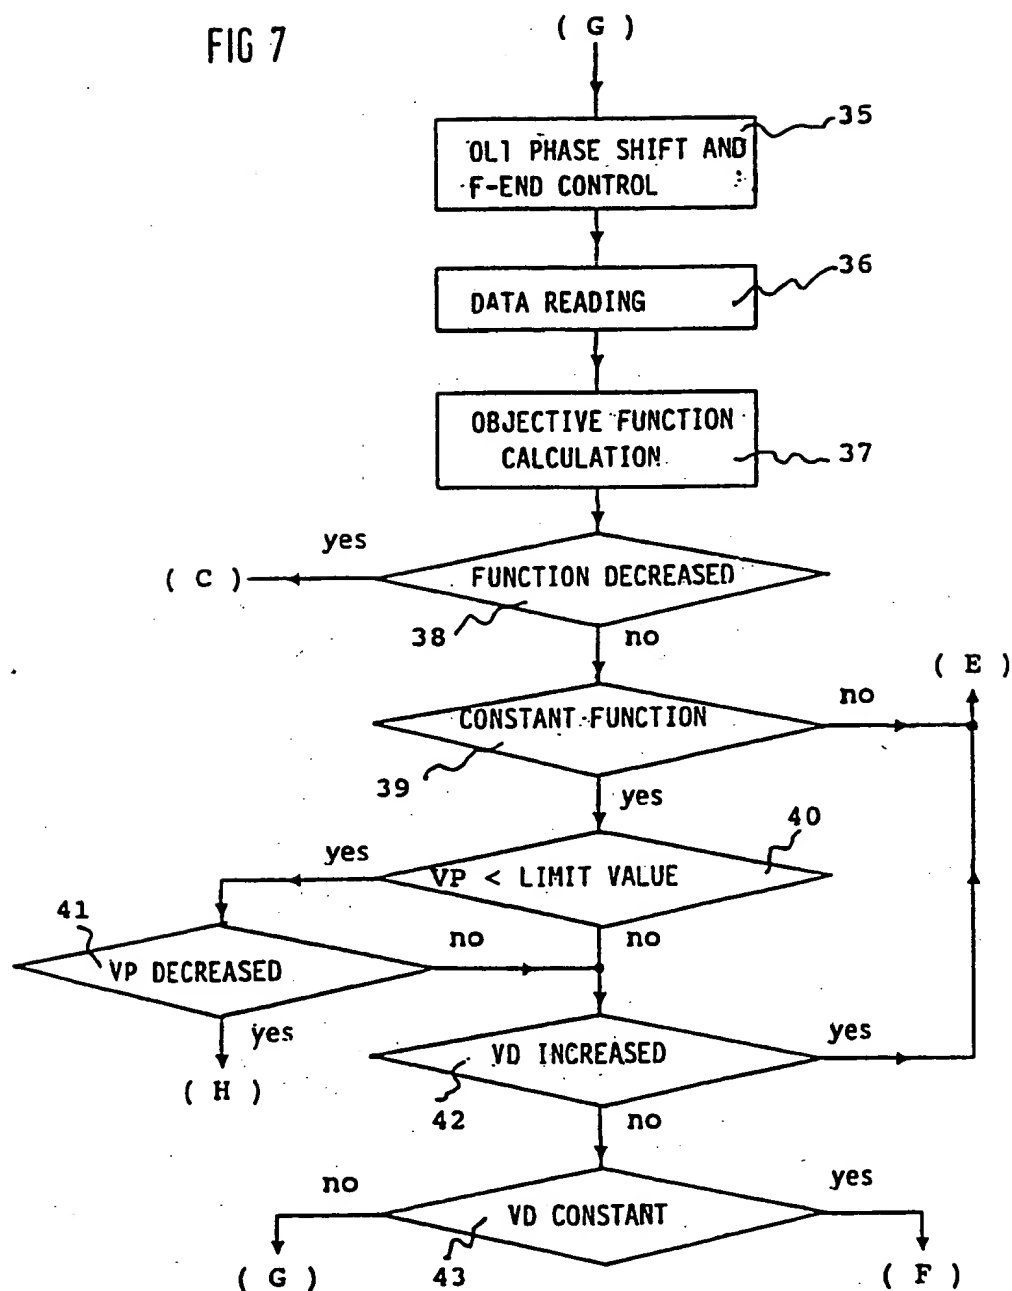 FIG 7
( G )
35
OL1 PHASE SHIFT AND
F-END CONTROL
36
DATA READING
OBJECTIVE FUNCTION
CALCULATION
37
yes
( C )
FUNCTION DECREASED
38
no
( E )
CONSTANT FUNCTION
no
39
yes
40
yes
VP < LIMIT VALUE
41
no
no
VP DECREASED
yes
( H )
VD INCREASED
yes
42
no
no
yes
VD CONSTANT
( G )
43
( F )